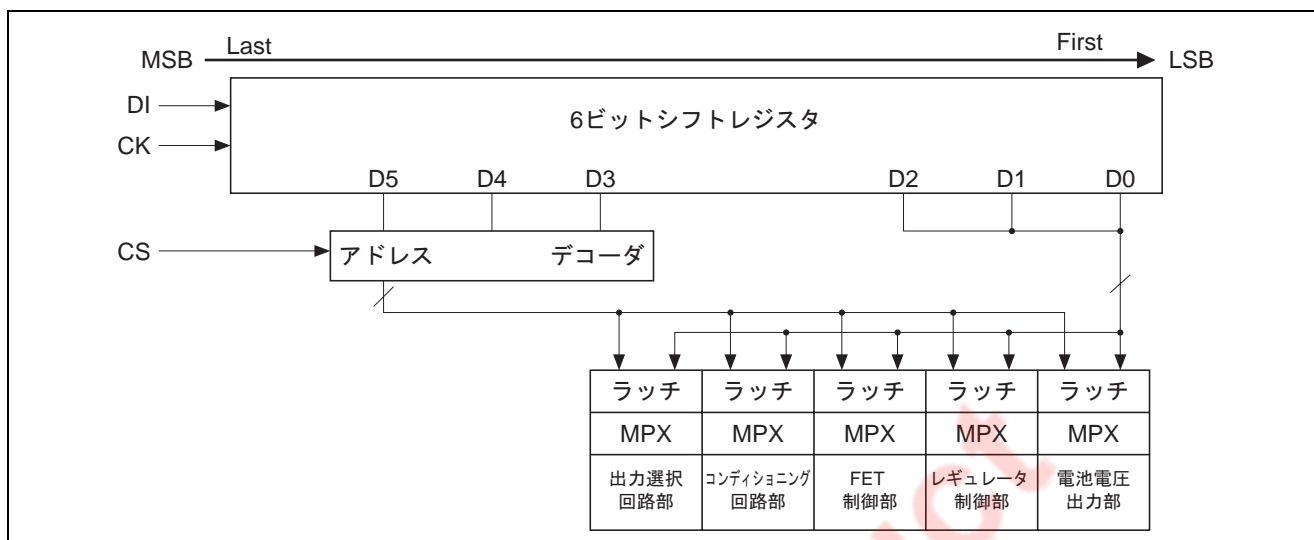 Last First
MSB LSB
DI
6ビットシフトレジスタ
CK
D5 D4 D3 D2 D1 D0
CS
アドレス デコーダ
ラッチ ラッチ ラッチ ラッチ ラッチ
MPX MPX MPX MPX MPX
出力選択 コンディショニング FET レギュレータ 電池電圧
回路部 回路部 制御部 制御部 出力部